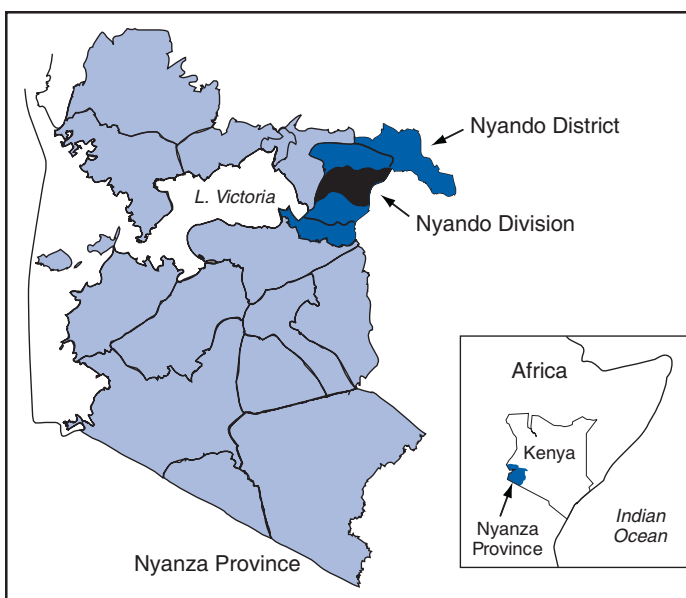 Nyando District
L. Victoria
Nyando Division
Africa
Kenya
Nyanza
Province
Indian
Ocean
Nyanza Province